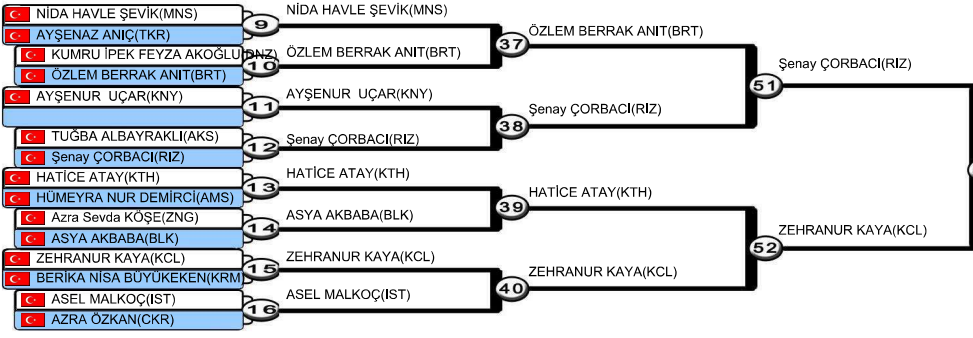 NİDA HAVLE ŞEVİK(MNS)
AYŞENAZ ANIÇ(TKR)
9
NİDA HAVLE ŞEVİK(MNS)
KUMRU İPEK FEYZA AKOĞLU(DNZ)
ÖZLEM BERRAK ANIT(BRT)
10
ÖZLEM BERRAK ANIT(BRT)
37
ÖZLEM BERRAK ANIT(BRT)
AYŞENUR UÇAR(KNY)
11
AYŞENUR UÇAR(KNY)
TUĞBA ALBAYRAKLI(AKS)
Şenay ÇORBACI(RIZ)
12
Şenay ÇORBACI(RIZ)
38
Şenay ÇORBACI(RIZ)
51
Şenay ÇORBACI(RIZ)
HATİCE ATAY(KTH)
HÜMEYRA NUR DEMİRCİ(AMS)
13
HATİCE ATAY(KTH)
Azra Sevda KÖŞE(ZNG)
ASYA AKBABA(BLK)
14
ASYA AKBABA(BLK)
39
HATİCE ATAY(KTH)
ZEHRANUR KAYA(KCL)
BERİKA NİSA BÜYÜKEKEN(KRM)
15
ZEHRANUR KAYA(KCL)
ASEL MALKOÇ(IST)
AZRA ÖZKAN(CKR)
16
ASEL MALKOÇ(IST)
40
ZEHRANUR KAYA(KCL)
52
ZEHRANUR KAYA(KCL)